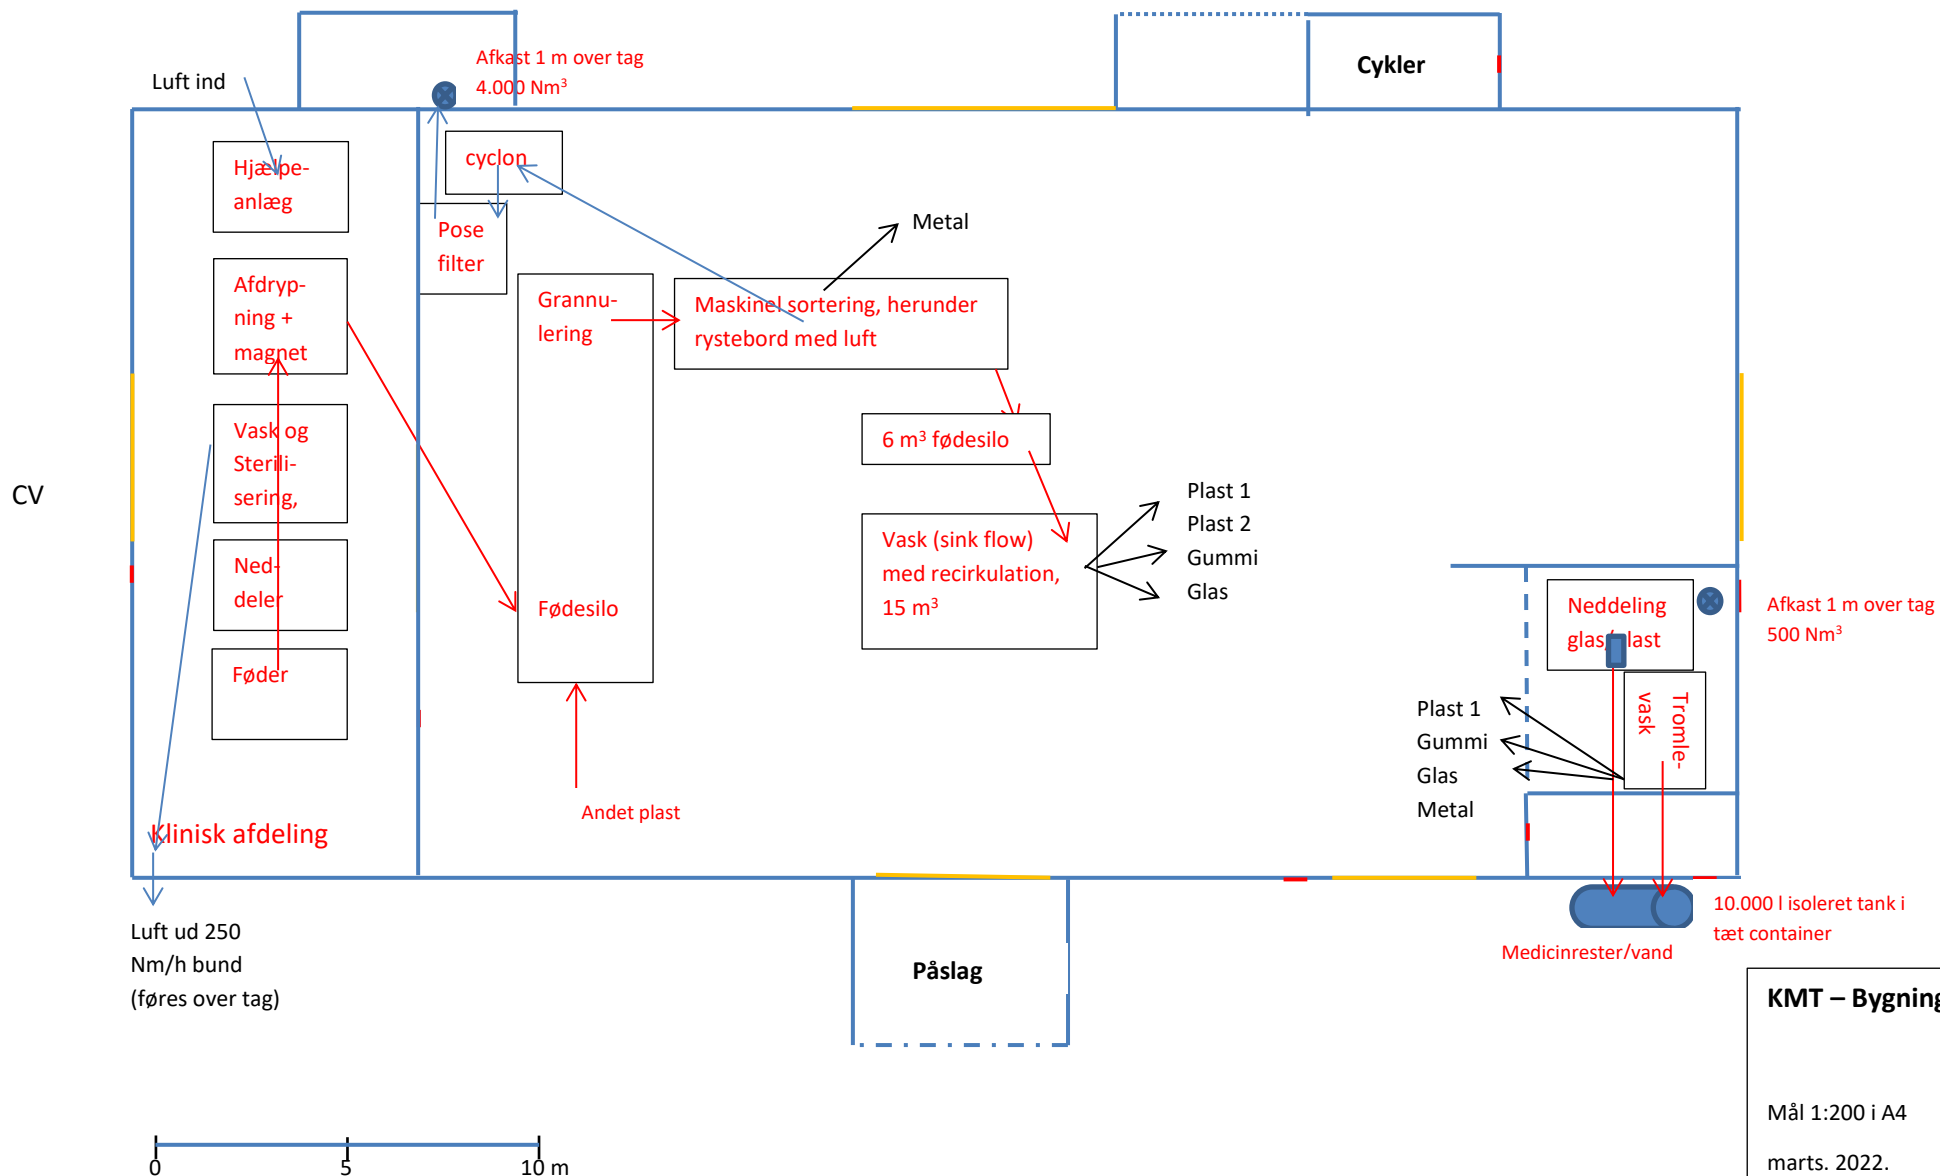 Luft ind
Afkast 1 m over tag
4.000 Nm³
Cykler
Hjælpe-
anlæg
cyclon
Pose
filter
Metal
Afdryp-
ning +
magnet
Grannu-
lering
Fødesilo
Maskinel sortering, herunder
rystebord med luft
6 m³ fødesilo
Vask og
Sterili-
sering,
CV
Vask (sink flow)
med recirkulation,
15 m³
Plast 1
Plast 2
Gummi
Glas
Ned-
deler
Føder
Neddeling
glas/plast
Afkast 1 m over tag
500 Nm³
Tromle-
vask
Plast 1
Gummi
Glas
Metal
Andet plast
Klinisk afdeling
Luft ud 250
Nm/h bund
(føres over tag)
Påslag
10.000 l isoleret tank i
tæt container
Medicinrester/vand
KMT – Bygning
Mål 1:200 i A4
marts. 2022.
0 5 10 m